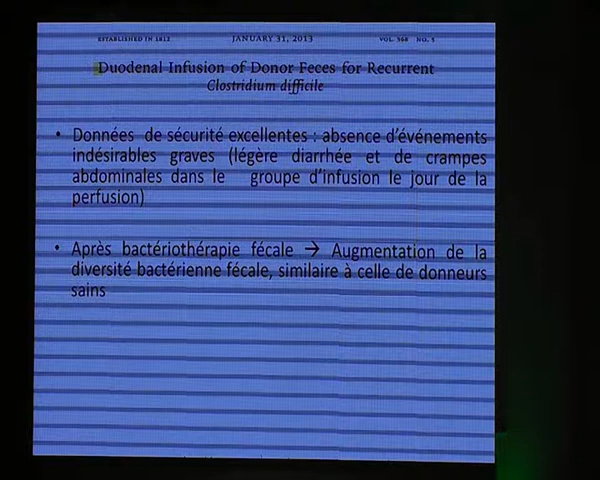 ESTABLISHED IN 1812 JANUARY 31, 2013 VOL. 368 NO. 5
Duodenal Infusion of Donor Feces for Recurrent
Clostridium difficile
• Données de sécurité excellentes : absence d'événements
indésirables graves (légère diarrhée et de crampes
abdominales dans le groupe d'infusion le jour de la
perfusion)
• Après bactériothérapie fécale → Augmentation de la
diversité bactérienne fécale, similaire à celle de donneurs
sains